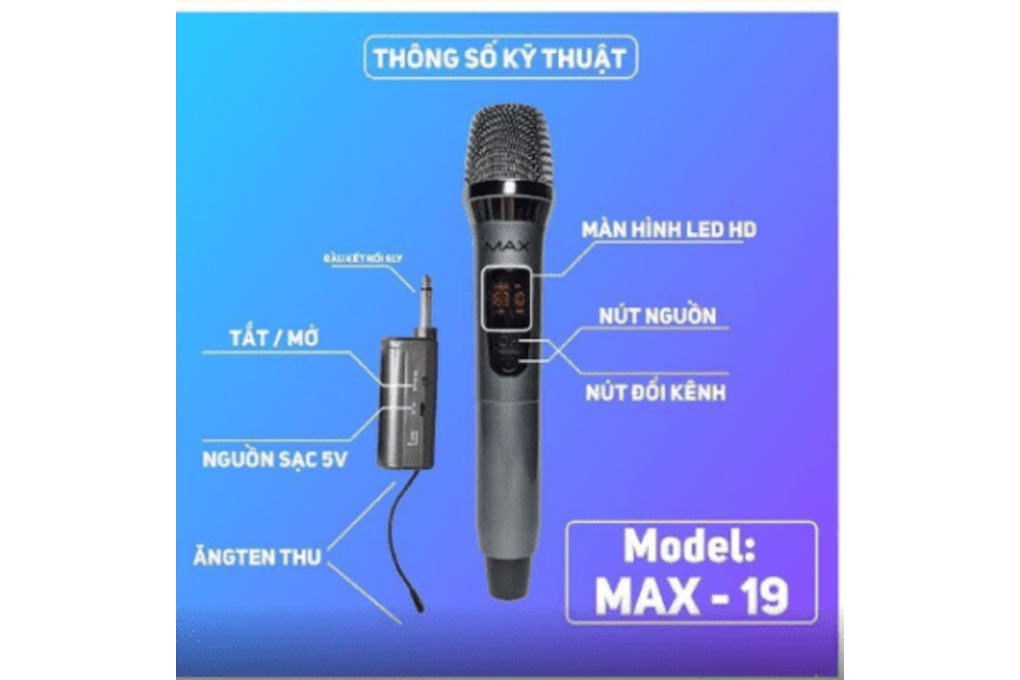 THÔNG SỐ KỸ THUẬT
MÀN HÌNH LED HD
MAX
ĐẦU KẾT NỐI 6LY
NÚT NGUỒN
TẮT / MỞ
NÚT ĐỔI KÊNH
NGUỒN SẠC 5V
ĂNGTEN THU
Model:
MAX - 19